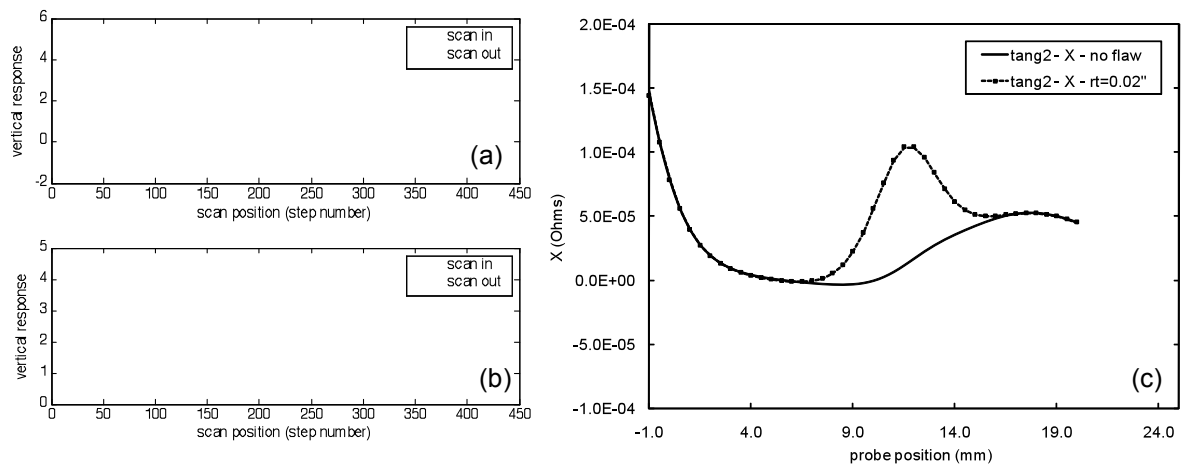 6
4
2
0
-2
vertical response
scan in
scan out
(a)
0 50 100 150 200 250 300 350 400 450
scan position (step number)
5
4
3
2
1
0
vertical response
scan in
scan out
(b)
0 50 100 150 200 250 300 350 400 450
scan position (step number)
2.0E-04
1.5E-04
1.0E-04
5.0E-05
0.0E+00
-5.0E-05
-1.0E-04
X (Ohms)
tang2 - X - no flaw
tang2 - X - rt=0.02"
(c)
-1.0 4.0 9.0 14.0 19.0 24.0
probe position (mm)